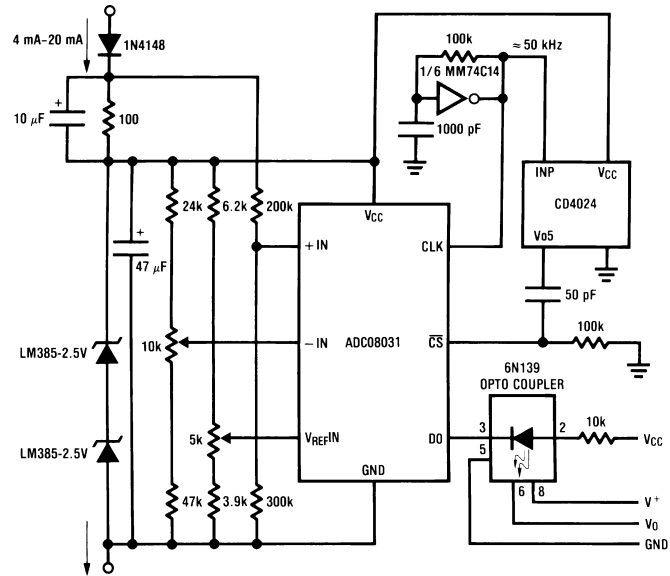 4 mA-20 mA
1N4148
100k
≈ 50 kHz
1/6 MM74C14
+
10 μF
100
1000 pF
INP
VCC
CD4024
V05
24k
6.2k
200k
VCC
+
47 μF
+ IN
CLK
50 pF
LM385-2.5V
10k
– IN
ADC08031
CS
100k
6N139
OPTO COUPLER
LM385-2.5V
5k
VREFIN
DO
3
2
10k
VCC
5
GND
47k
3.9k
300k
6
8
V+
VO
GND